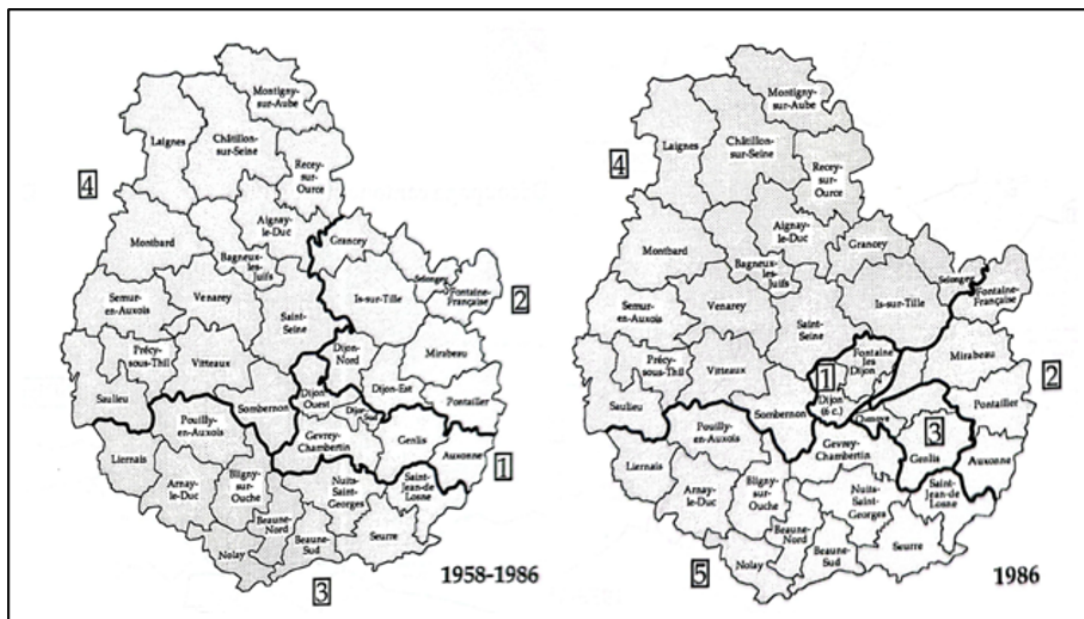 Montigny-
sur-Aube
Laignes
Châtillon-
sur-Seine
Recey-
sur-
Ource
4
Aignay-
le-Duc
Grancey
Montbard
Bagneux-
les-
Juifs
Selongey
Fontaine-
Française
2
Is-sur-Tille
Semur-
en-Auxois
Venarey
Saint-
Seine
Précy-
sous-Thil
Vitteaux
Dijon-
Nord
Mirabeau
Saulieu
Dijon-
Ouest
Dijon-Est
Pontailler
Sombernon
Dijon-
Sud
Pouilly-
en-Auxois
Gevrey-
Chambertin
Genlis
Auxonne
1
Liernais
Arnay-
le-Duc
Bligny-
sur-
Ouche
Nuits-
Saint-
Georges
Saint-
Jean-de
Losne
Beaune-
Nord
Beaune-
Sud
Seurre
Nolay
3
1958-1986
Montigny-
sur-Aube
Laignes
Châtillon-
sur-Seine
Recey-
sur-
Ource
4
Aignay-
le-Duc
Grancey
Montbard
Bagneux-
les-
Juifs
Selongey
Fontaine-
Française
Is-sur-Tille
Semur-
en-Auxois
Venarey
Saint-
Seine
Précy-
sous-Thil
Vitteaux
Fontaine
les
Dijon
Mirabeau
1
2
Saulieu
Dijon
(6 c.)
Pontailler
Sombernon
Chenove
3
Pouilly-
en-Auxois
Gevrey-
Chambertin
Genlis
Auxonne
Liernais
Arnay-
le-Duc
Bligny-
sur-
Ouche
Nuits-
Saint-
Georges
Saint-
Jean-de
Losne
Beaune-
Nord
Beaune-
Sud
Seurre
Nolay
5
1986